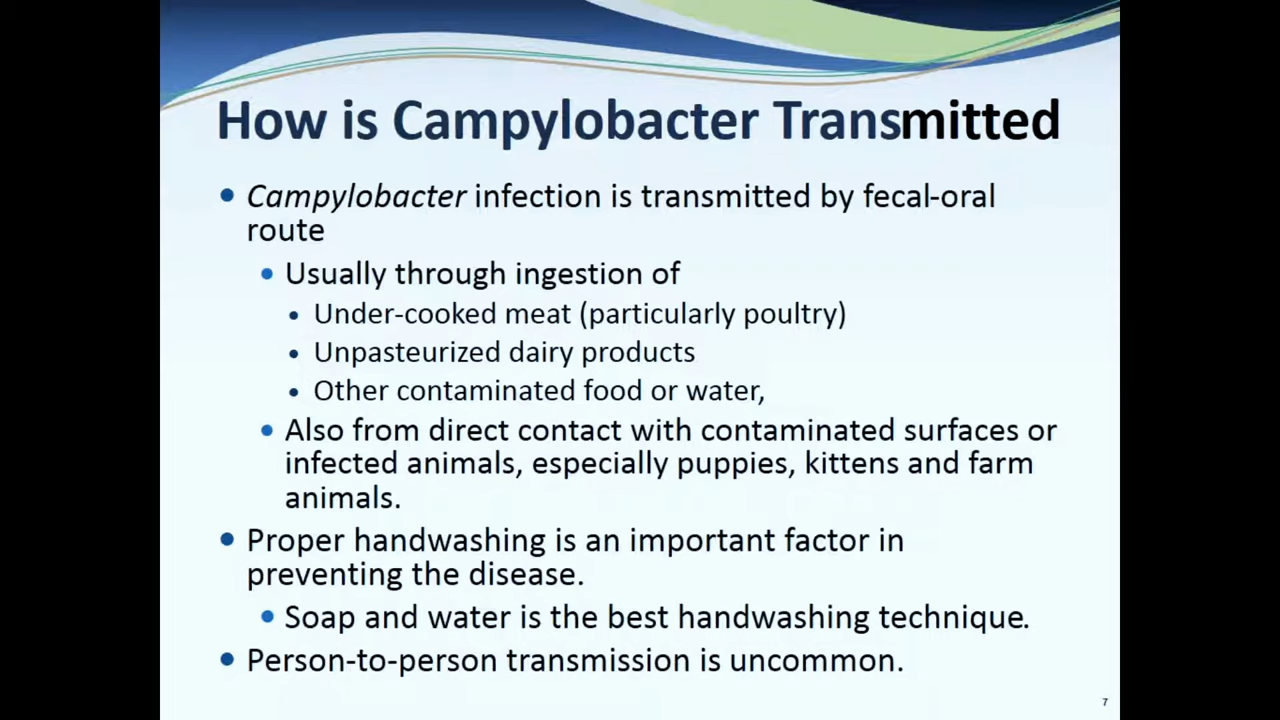 How is Campylobacter Transmitted
• Campylobacter infection is transmitted by fecal-oral
route
• Usually through ingestion of
• Under-cooked meat (particularly poultry)
• Unpasteurized dairy products
• Other contaminated food or water,
• Also from direct contact with contaminated surfaces or
infected animals, especially puppies, kittens and farm
animals.
• Proper handwashing is an important factor in
preventing the disease.
• Soap and water is the best handwashing technique.
• Person-to-person transmission is uncommon.
7